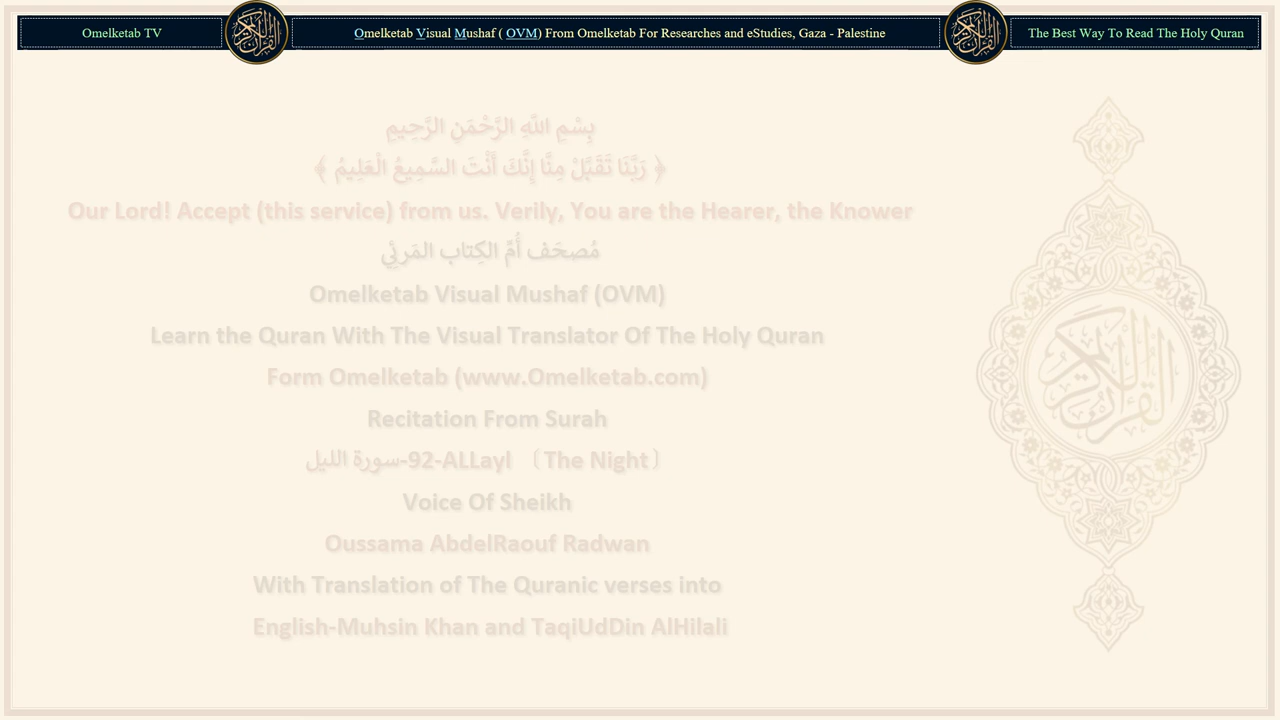 Omelketab TV
Omelketab Visual Mushaf ( OVM) From Omelketab For Researches and eStudies, Gaza - Palestine
The Best Way To Read The Holy Quran
بِسْمِ اللَّهِ الرَّحْمَنِ الرَّحِيمِ
﴿ رَبَّنَا تَقَبَّلْ مِنَّا إِنَّكَ أَنْتَ السَّمِيعُ الْعَلِيمُ ﴾
Our Lord! Accept (this service) from us. Verily, You are the Hearer, the Knower
مُصحَف أُمِّ الكِتابِ المَرئِي
Omelketab Visual Mushaf (OVM)
Learn the Quran With The Visual Translator Of The Holy Quran
Form Omelketab (www.Omelketab.com)
Recitation From Surah
سورة الليل-92-ALLayl 〔The Night〕
Voice Of Sheikh
Oussama AbdelRaouf Radwan
With Translation of The Quranic verses into
English-Muhsin Khan and TaqiUdDin AlHilali
القرآن الكريم